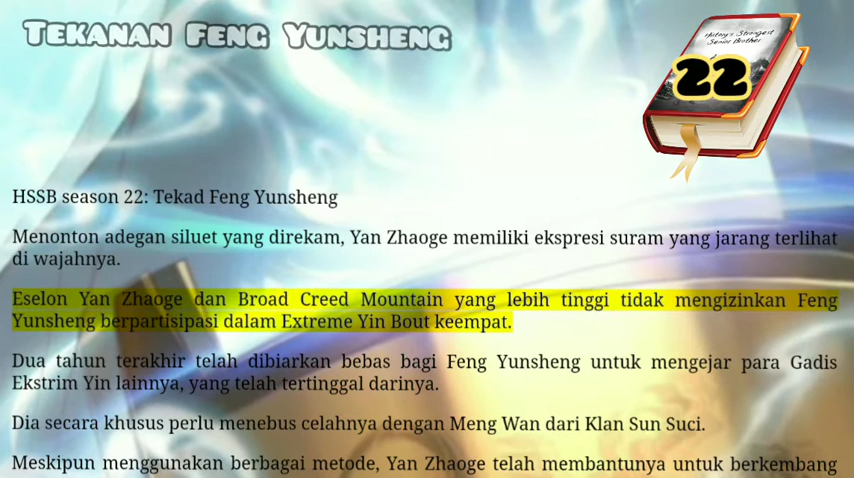 TEKANAN FENG YUNSHENG
History's Strongest
Senior Brother
22
HSSB season 22: Tekad Feng Yunsheng
Menonton adegan siluet yang direkam, Yan Zhaoge memiliki ekspresi suram yang jarang terlihat
di wajahnya.
Eselon Yan Zhaoge dan Broad Creed Mountain yang lebih tinggi tidak mengizinkan Feng
Yunsheng berpartisipasi dalam Extreme Yin Bout keempat.
Dua tahun terakhir telah dibiarkan bebas bagi Feng Yunsheng untuk mengejar para Gadis
Ekstrim Yin lainnya, yang telah tertinggal darinya.
Dia secara khusus perlu menebus celahnya dengan Meng Wan dari Klan Sun Suci.
Meskipun menggunakan berbagai metode, Yan Zhaoge telah membantunya untuk berkembang